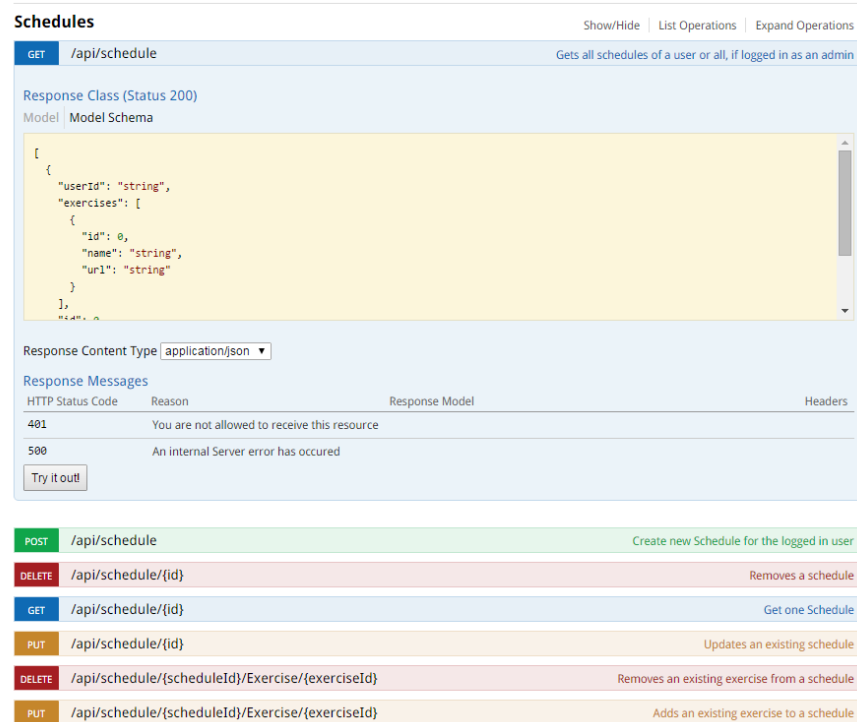 Schedules
Show/Hide List Operations Expand Operations
GET /api/schedule Gets all schedules of a user or all, if logged in as an admin
Response Class (Status 200)
Model Model Schema
[
{
"userId": "string",
"exercises": [
{
"id": 0,
"name": "string",
"url": "string"
}
],
"id": 0
Response Content Type application/json
Response Messages
HTTP Status Code Reason Response Model Headers
401 You are not allowed to receive this resource
500 An internal Server error has occured
Try it out!
POST /api/schedule Create new Schedule for the logged in user
DELETE /api/schedule/{id} Removes a schedule
GET /api/schedule/{id} Get one Schedule
PUT /api/schedule/{id} Updates an existing schedule
DELETE /api/schedule/{scheduleId}/Exercise/{exerciseId} Removes an existing exercise from a schedule
PUT /api/schedule/{scheduleId}/Exercise/{exerciseId} Adds an existing exercise to a schedule